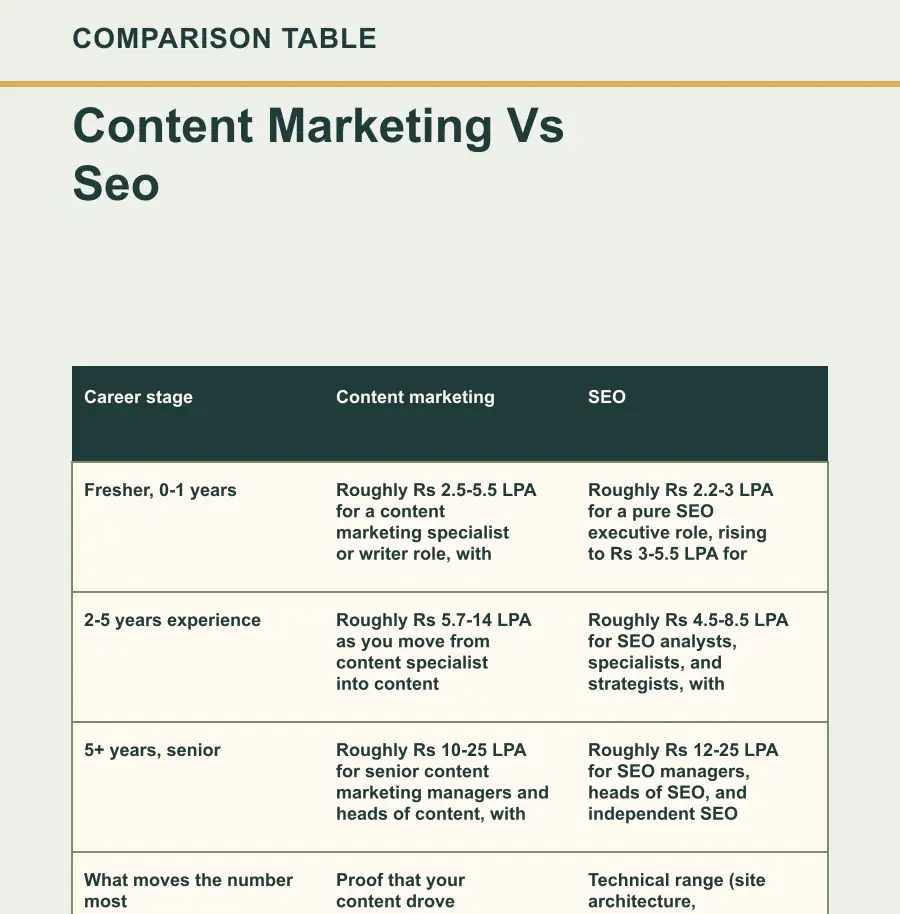 COMPARISON TABLE
Content Marketing Vs
Seo
Career stage
Content marketing
SEO
Fresher, 0-1 years
Roughly Rs 2.5-5.5 LPA
for a content
marketing specialist
or writer role, with
Roughly Rs 2.2-3 LPA
for a pure SEO
executive role, rising
to Rs 3-5.5 LPA for
2-5 years experience
Roughly Rs 5.7-14 LPA
as you move from
content specialist
into content
Roughly Rs 4.5-8.5 LPA
for SEO analysts,
specialists, and
strategists, with
5+ years, senior
Roughly Rs 10-25 LPA
for senior content
marketing managers and
heads of content, with
Roughly Rs 12-25 LPA
for SEO managers,
heads of SEO, and
independent SEO
What moves the number
most
Proof that your
content drove
Technical range (site
architecture,